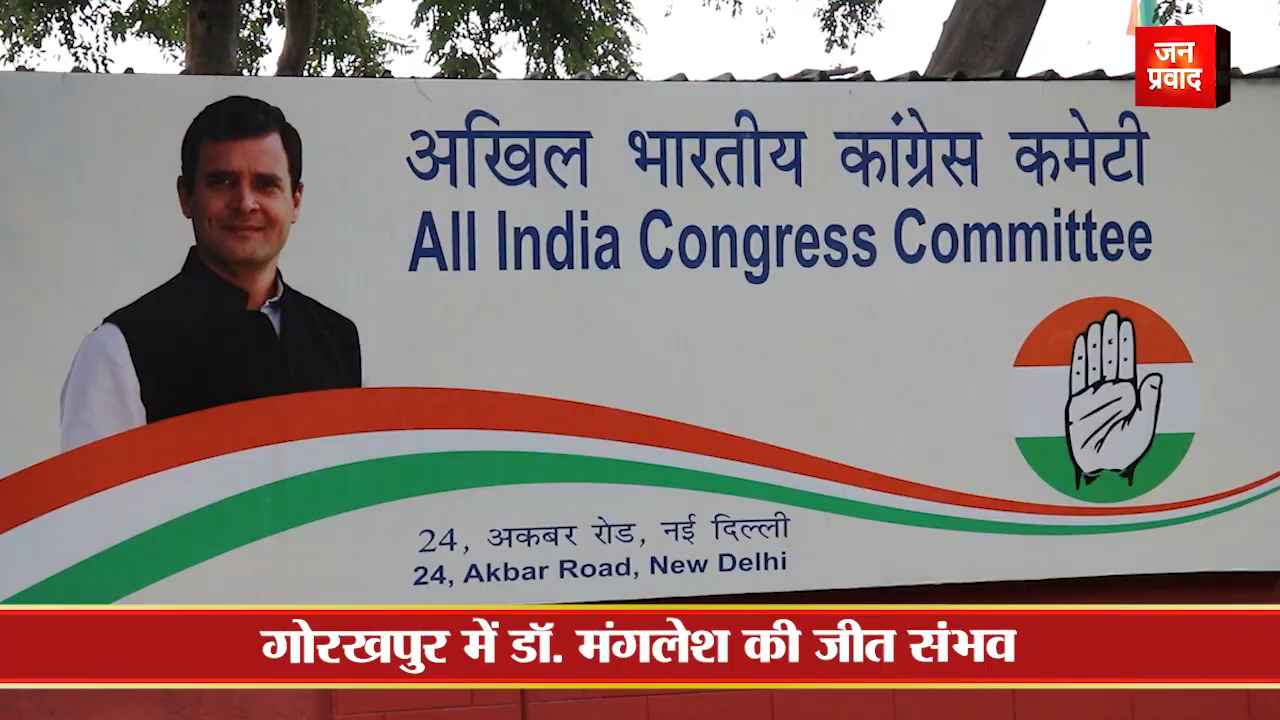 जन
प्रवाद
अखिल भारतीय कांग्रेस कमेटी
All India Congress Committee
24, अकबर रोड, नई दिल्ली
24, Akbar Road, New Delhi
गोरखपुर में डॉ. मंगलेश की जीत संभव